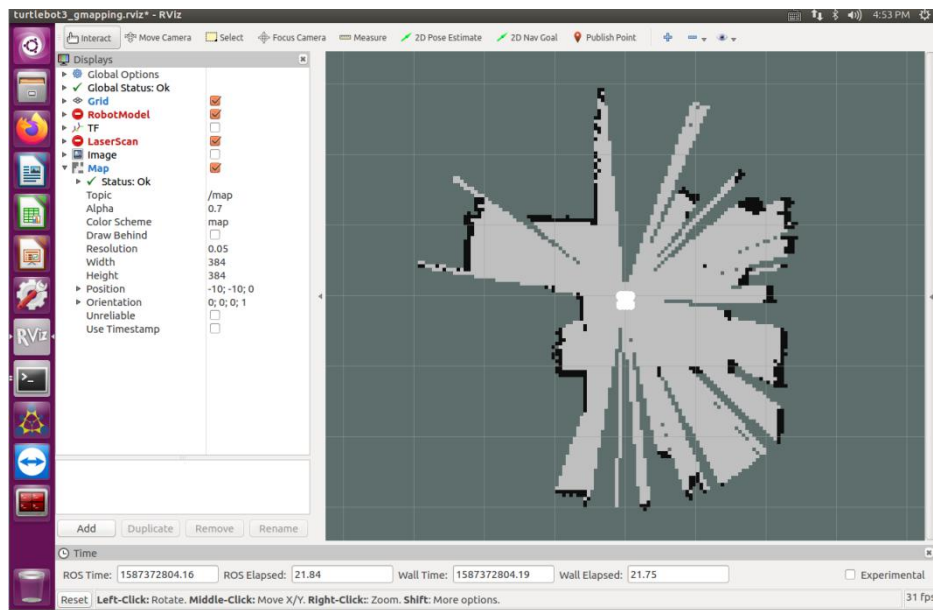 turtlebot3_gmapping.rviz* - RViz
4:53 PM
Interact Move Camera Select Focus Camera Measure 2D Pose Estimate 2D Nav Goal Publish Point
Displays
Global Options
Global Status: Ok
Grid
RobotModel
TF
LaserScan
Image
Map
Status: Ok
Topic /map
Alpha 0.7
Color Scheme map
Draw Behind
Resolution 0.05
Width 384
Height 384
Position -10; -10; 0
Orientation 0; 0; 0; 1
Unreliable
Use Timestamp
RViz
>_
Add Duplicate Remove Rename
Time
ROS Time: 1587372804.16 ROS Elapsed: 21.84 Wall Time: 1587372804.19 Wall Elapsed: 21.75 Experimental
Reset Left-Click: Rotate. Middle-Click: Move X/Y. Right-Click:: Zoom. Shift: More options. 31 fps